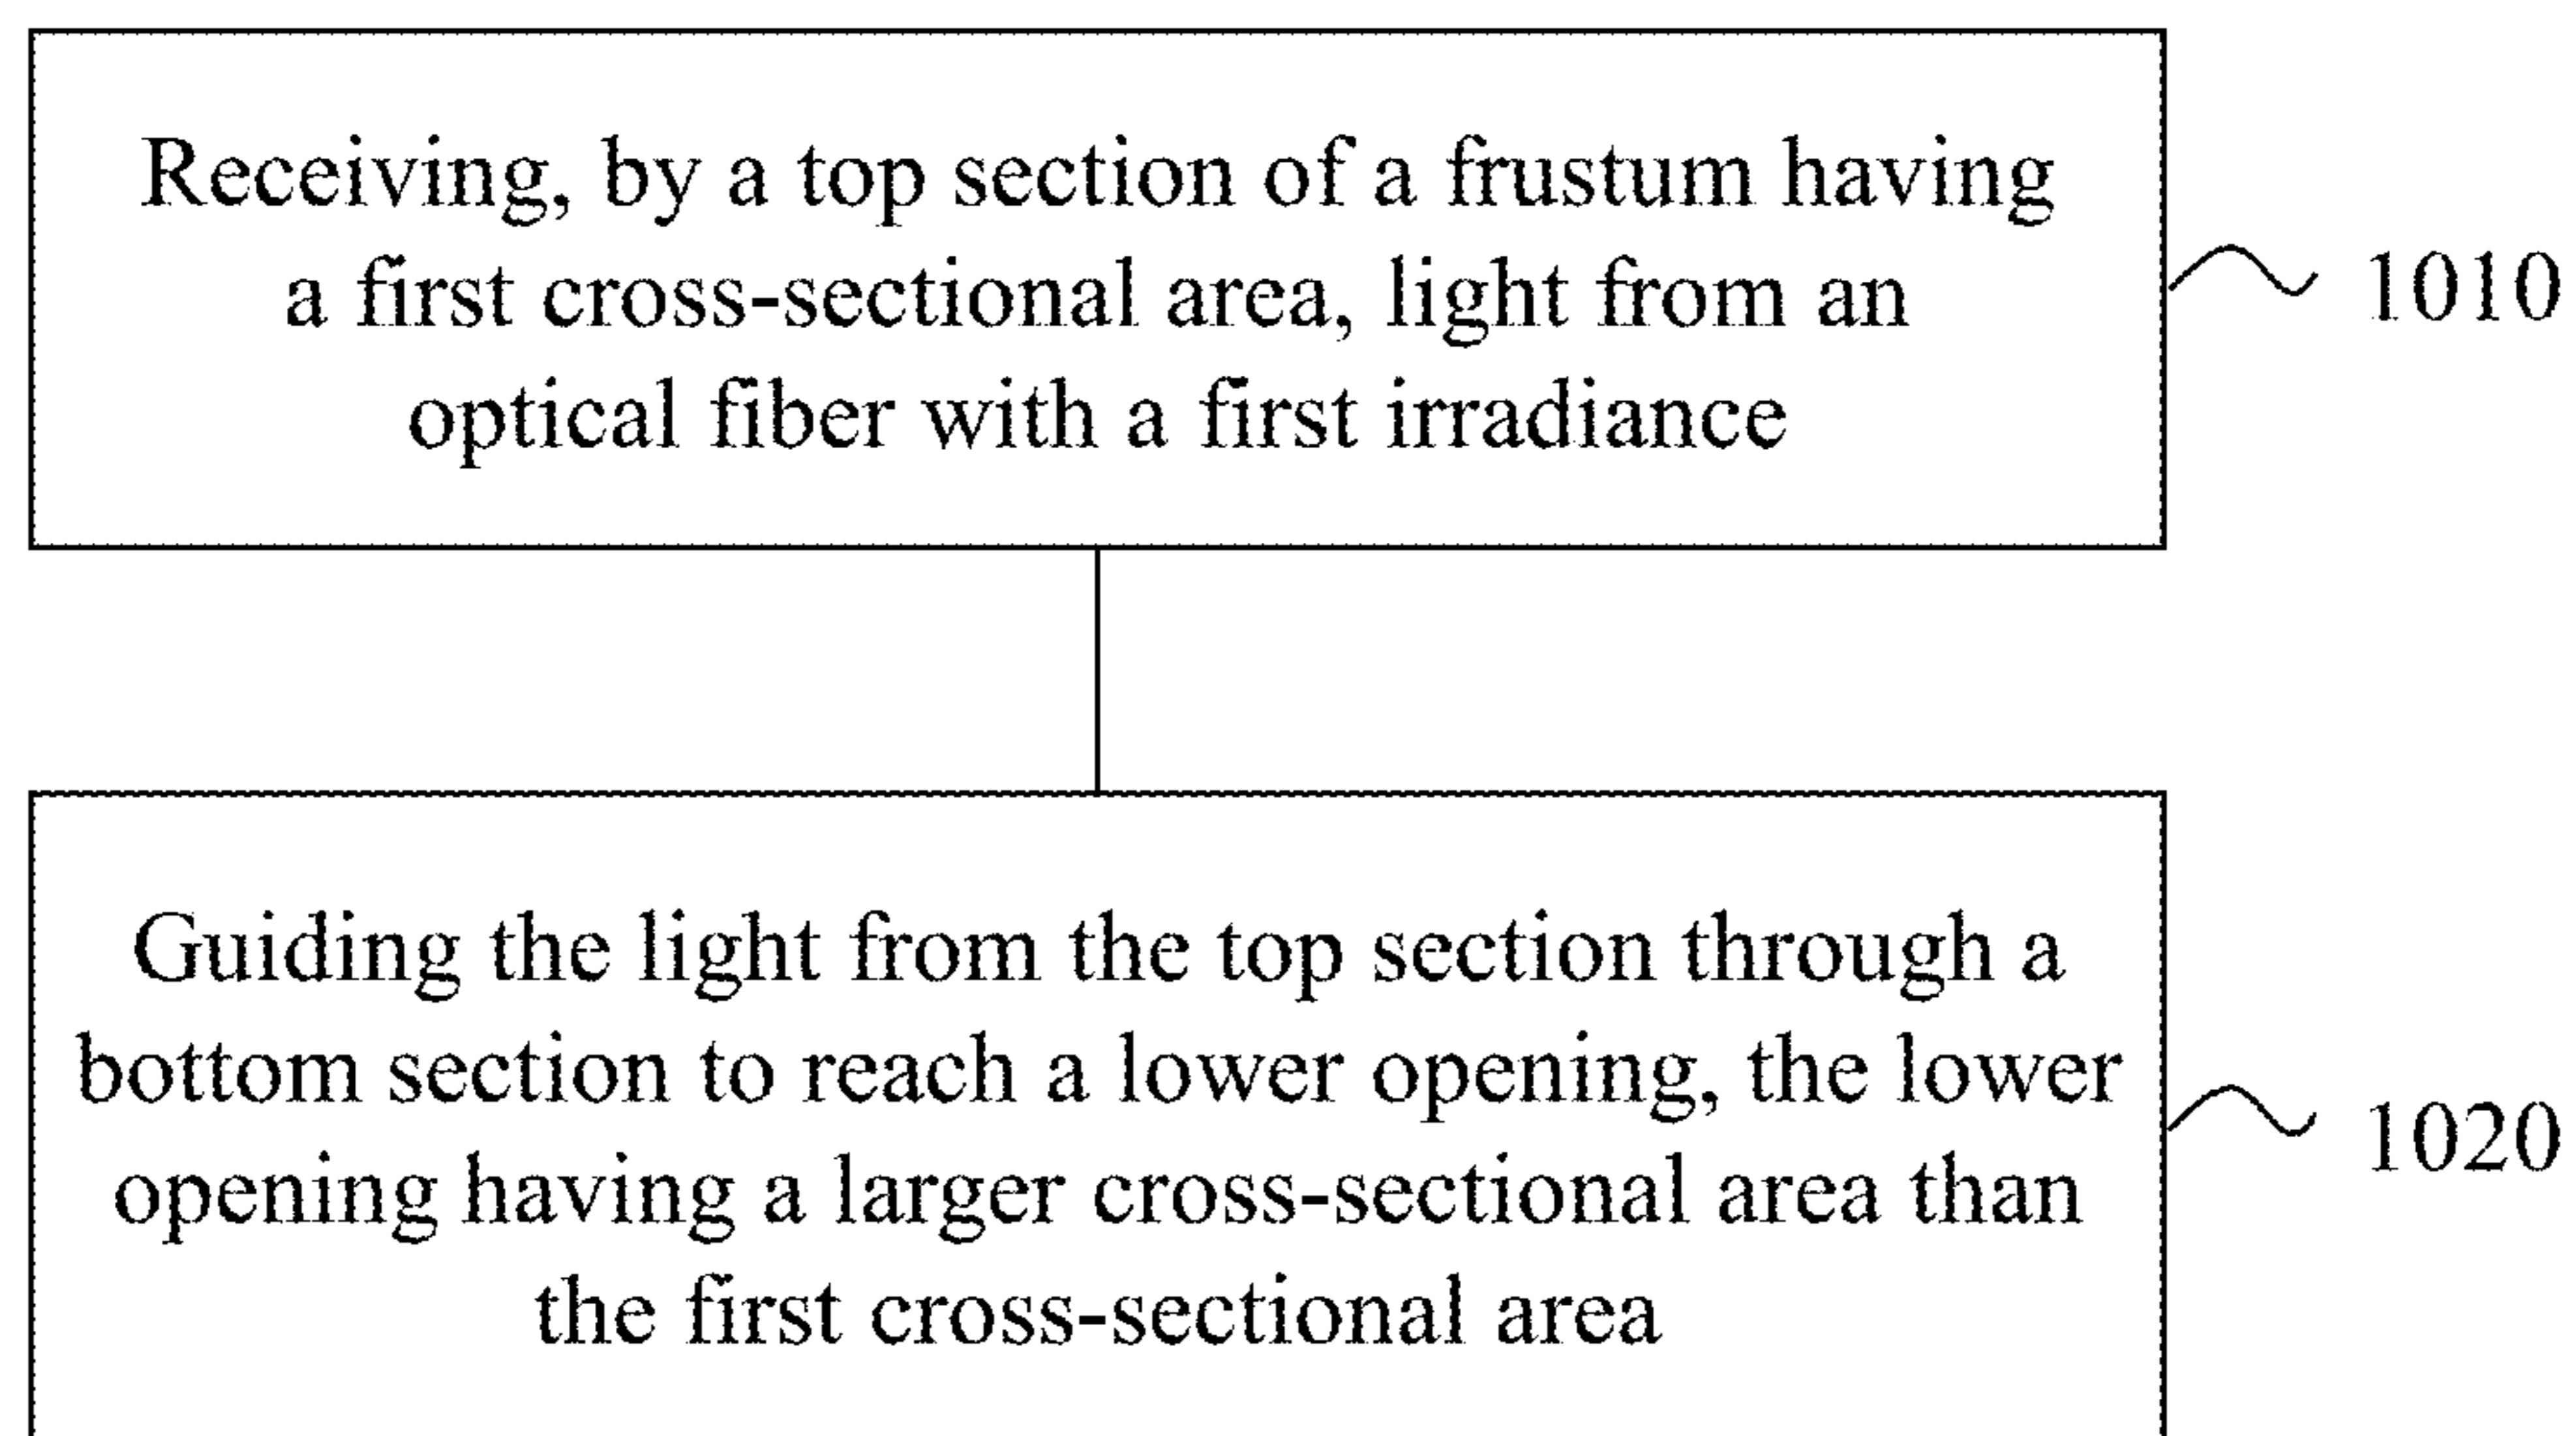 Receiving, by a top section of a frustum having
a first cross-sectional area, light from an
optical fiber with a first irradiance
1010
Guiding the light from the top section through a
bottom section to reach a lower opening, the lower
opening having a larger cross-sectional area than
the first cross-sectional area
1020